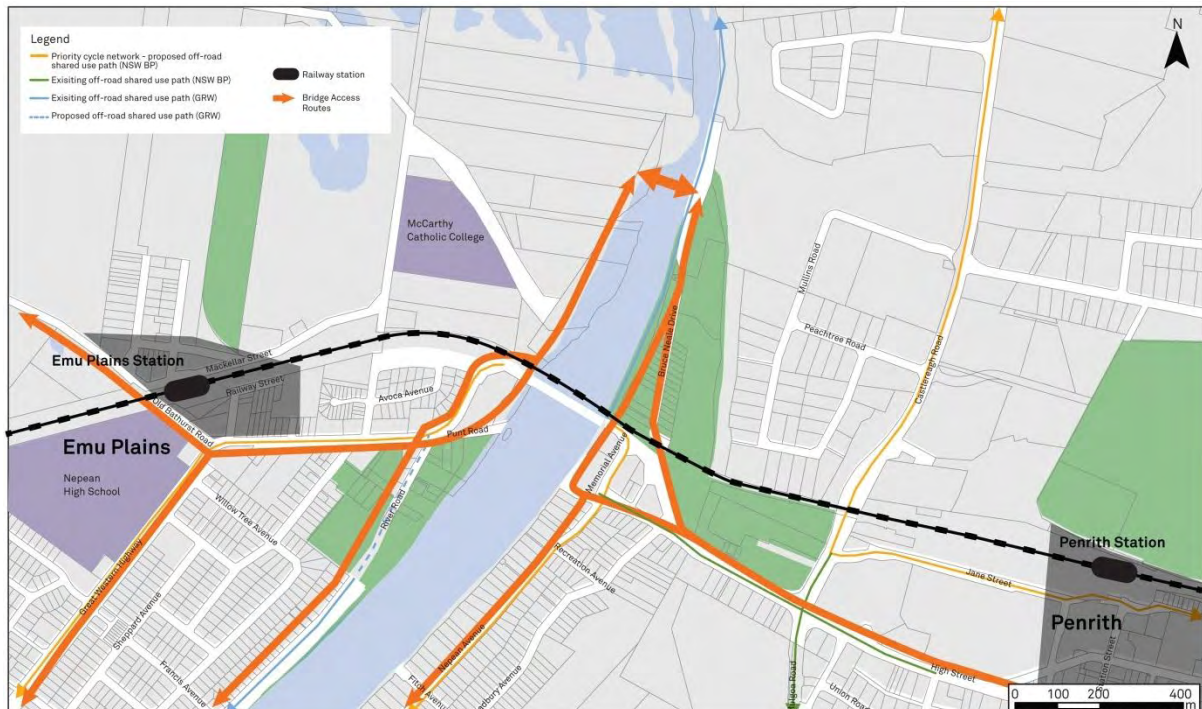 Legend
Priority cycle network - proposed off-road
shared use path (NSW BP)
Exisiting off-road shared use path (NSW BP)
Exisiting off-road shared use path (GRW)
Proposed off-road shared use path (GRW)
Railway station
Bridge Access
Routes
N
McCarthy
Catholic College
Mullins Road
Peachtree Road
Castlereagh Road
Bruce Neale Drive
Emu Plains Station
Mackellar Street
Railway Street
Old Bathurst Road
Avoca Avenue
Punt Road
Emu Plains
Nepean
High School
Memorial Avenue
River Road
Willow Tree Avenue
Great Western Highway
Sheppard Avenue
Francis Avenue
Recreation Avenue
Nepean Avenue
Fitch Avenue
Penrith Station
Jane Street
Penrith
High Street
Union Road
Station Street
0 100 200 400
m